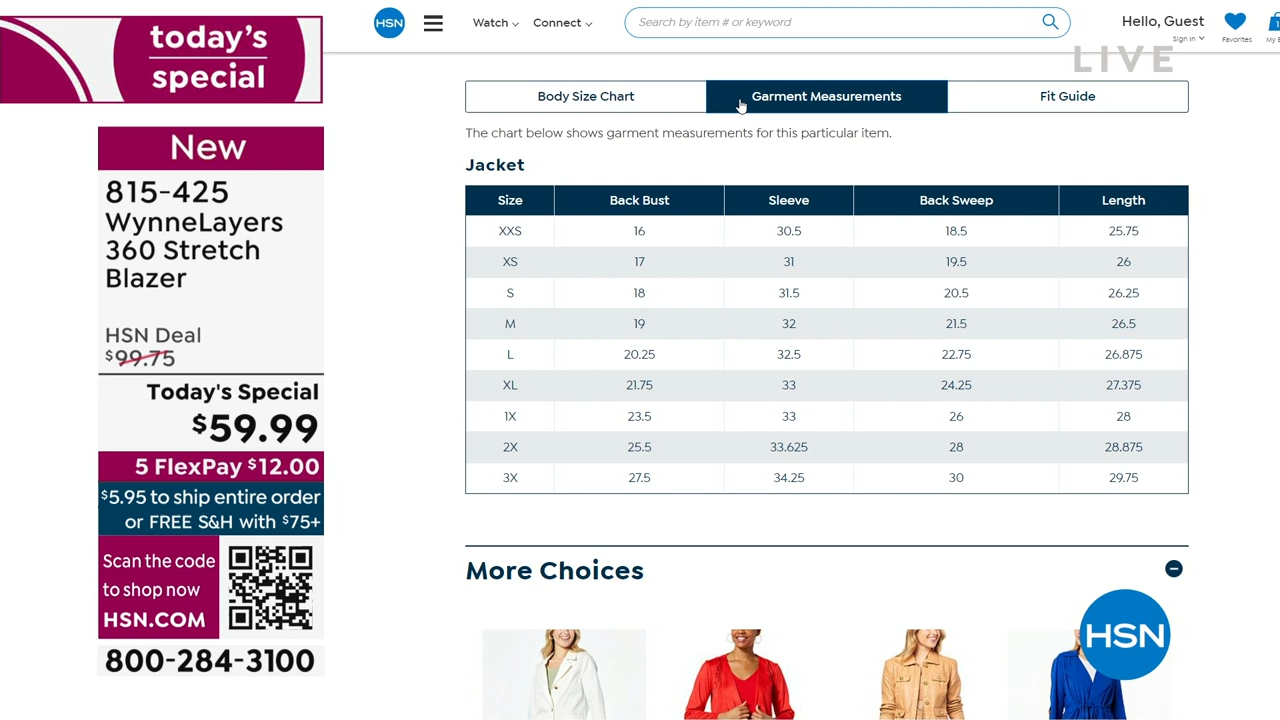 today's
special
New
815-425
WynneLayers
360 Stretch
Blazer
HSN Deal
$99.75
Today's Special
$59.99
5 FlexPay $12.00
$5.95 to ship entire order
or FREE S&H with $75+
Scan the code
to shop now
HSN.COM
800-284-3100
HSN
Watch
Connect
Search by item # or keyword
Hello, Guest
Sign In
Favorites
My
LIVE
Body Size Chart
Garment Measurements
Fit Guide
The chart below shows garment measurements for this particular item.
Jacket
Size Back Bust Sleeve Back Sweep Length
XXS 16 30.5 18.5 25.75
XS 17 31 19.5 26
S 18 31.5 20.5 26.25
M 19 32 21.5 26.5
L 20.25 32.5 22.75 26.875
XL 21.75 33 24.25 27.375
1X 23.5 33 26 28
2X 25.5 33.625 28 28.875
3X 27.5 34.25 30 29.75
More Choices
HSN